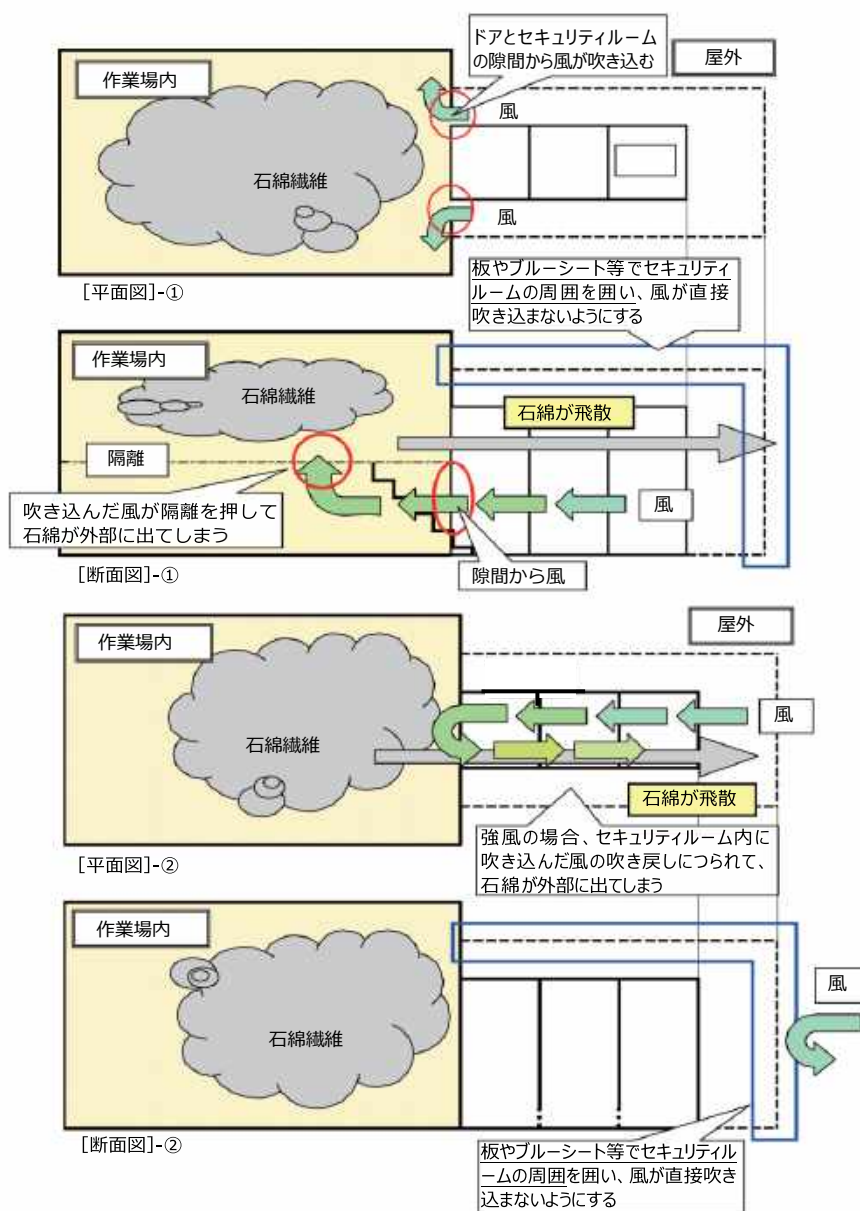 ドアとセキュリティルーム
の隙間から風が吹き込む
屋外
作業場内
風
石綿繊維
風
[平面図]-①
板やブルーシート等でセキュリティ
ルームの周囲を囲い、風が直接
吹き込まないようにする
作業場内
石綿繊維
石綿が飛散
隔離
風
吹き込んだ風が隔離を押して
石綿が外部に出てしまう
隙間から風
[断面図]-①
屋外
作業場内
風
石綿繊維
石綿が飛散
強風の場合、セキュリティルーム内に
吹き込んだ風の吹き戻しにつられて、
石綿が外部に出てしまう
[平面図]-②
作業場内
風
石綿繊維
[断面図]-②
板やブルーシート等でセキュリティル
ームの周囲を囲い、風が直接吹き
込まないようにする